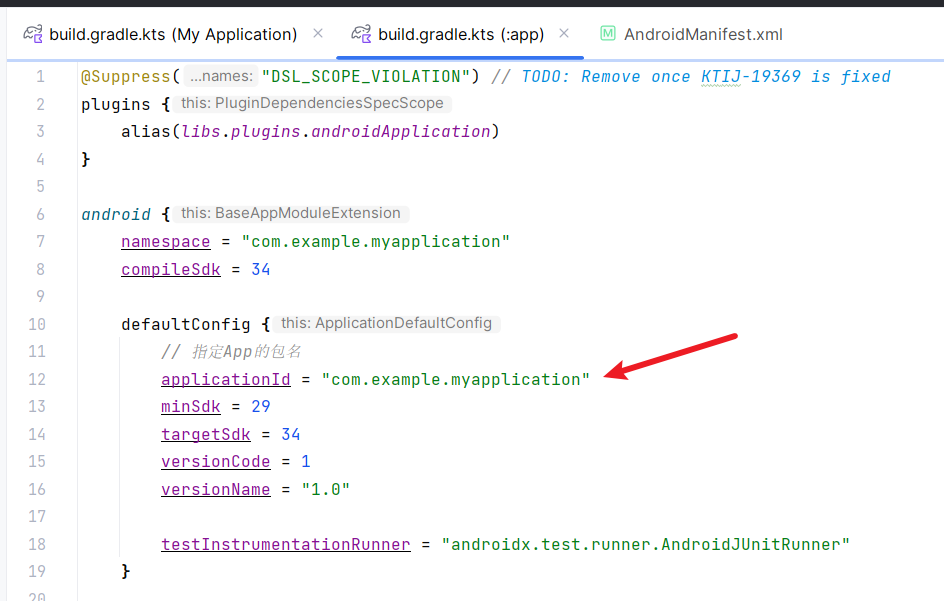 build.gradle.kts (My Application) × build.gradle.kts (:app) × M AndroidManifest.xml
1 @Suppress( ...names: "DSL_SCOPE_VIOLATION") // TODO: Remove once KTIJ-19369 is fixed
2 plugins { this: PluginDependenciesSpecScope
3 alias(libs.plugins.androidApplication)
4 }
5
6 android { this: BaseAppModuleExtension
7 namespace = "com.example.myapplication"
8 compileSdk = 34
9
10 defaultConfig { this: ApplicationDefaultConfig
11 // 指定App的包名
12 applicationId = "com.example.myapplication"
13 minSdk = 29
14 targetSdk = 34
15 versionCode = 1
16 versionName = "1.0"
17
18 testInstrumentationRunner = "androidx.test.runner.AndroidJUnitRunner"
19 }
20